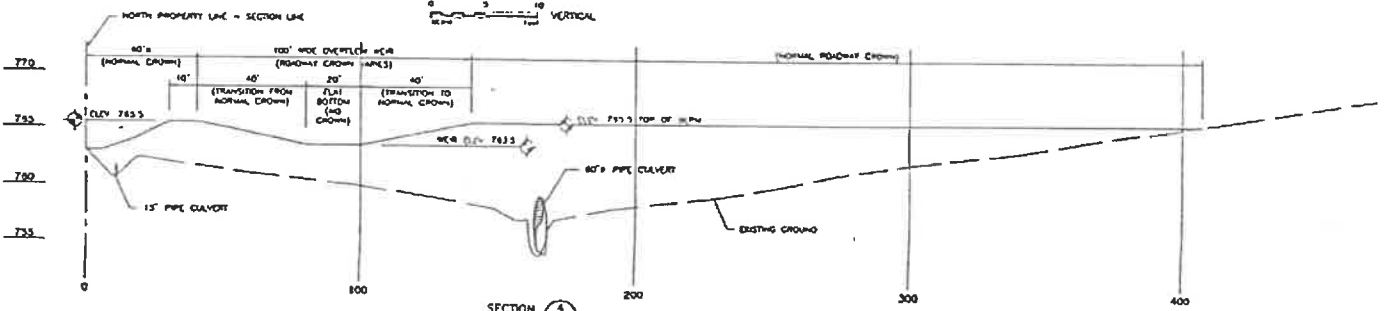 NORTH PROPERTY LINE = SECTION LINE
0 5 10
VERTICAL
40'±
(NORMAL CROWN)
100' WIDE OVERFLOW WEIR
(ROADWAY CROWN VARIES)
(NORMAL ROADWAY CROWN)
770
10'
40'
(TRANSITION FROM
NORMAL CROWN)
20'
FLAT
BOTTOM
(NO
CROWN)
40'
(TRANSITION TO
NORMAL CROWN)
765
ELEV 765.5
ELEV 765.5 TOP OF BERM
WEIR ELEV 763.5
760
60"ø PIPE CULVERT
15" PIPE CULVERT
755
EXISTING GROUND
0
100
200
300
400
SECTION 4